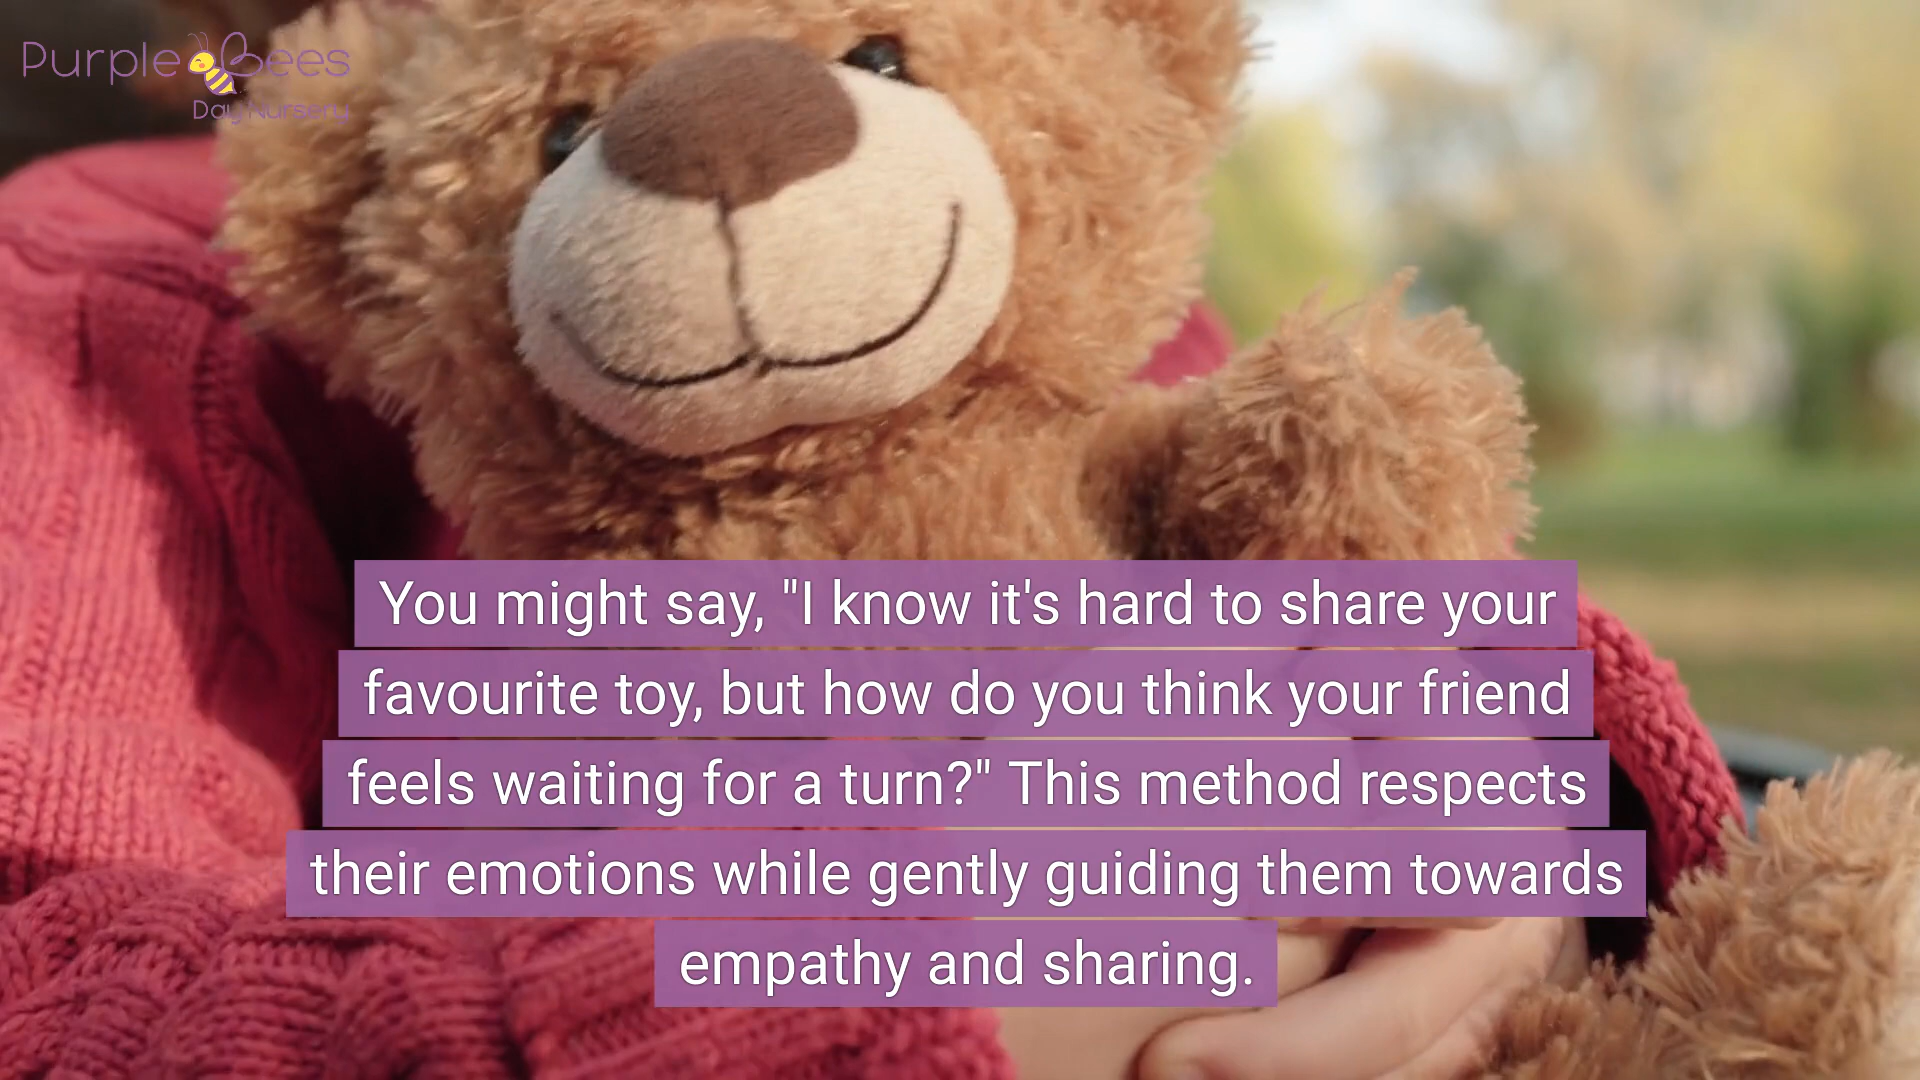 Purple Bees
Day Nursery
You might say, "I know it's hard to share your
favourite toy, but how do you think your friend
feels waiting for a turn?" This method respects
their emotions while gently guiding them towards
empathy and sharing.